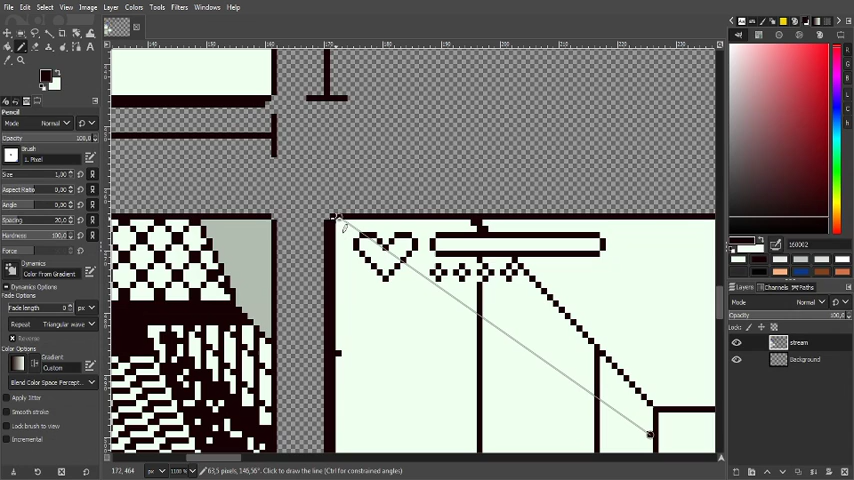 File Edit Select View Image Layer Colors Tools Filters Windows Help
Pencil
Mode Normal
Opacity 100,0
Brush
1. Pixel
Size 1,00
Aspect Ratio 0,00
Angle 0,00
Spacing 20,0
Hardness 100,0
Force
Dynamics
Color From Gradient
Dynamics Options
Fade Options
Fade length 0 px
Repeat Triangular wave
Reverse
Color Options
Gradient
Custom
Blend Color Space Percept...
Apply Jitter
Smooth stroke
Lock brush to view
Incremental
172, 464 px 1100 % 63,5 pixels, 146,56°. Click to draw the line (Ctrl for constrained angles)
R
G
B
L
C
h
160002
Layers Channels Paths
Mode Normal
Opacity 100,0
Lock:
stream
Background